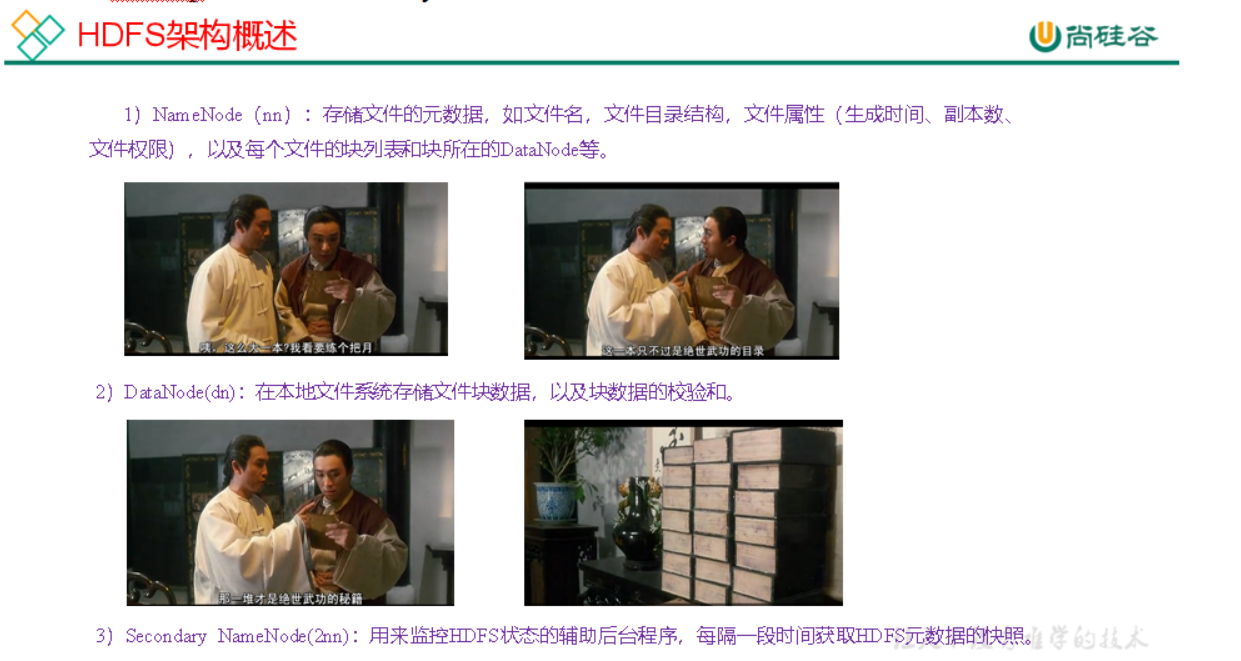 HDFS架构概述
尚硅谷
1）NameNode（nn）：存储文件的元数据，如文件名，文件目录结构，文件属性（生成时间、副本数、
文件权限），以及每个文件的块列表和块所在的DataNode等。
咦，这么大一本?我看要练个把月
这一本只不过是绝世武功的目录
2）DataNode(dn)：在本地文件系统存储文件块数据，以及块数据的校验和。
那一堆才是绝世武功的秘籍
3）Secondary NameNode(2nn)：用来监控HDFS状态的辅助后台程序，每隔一段时间获取HDFS元数据的快照。
学的技术